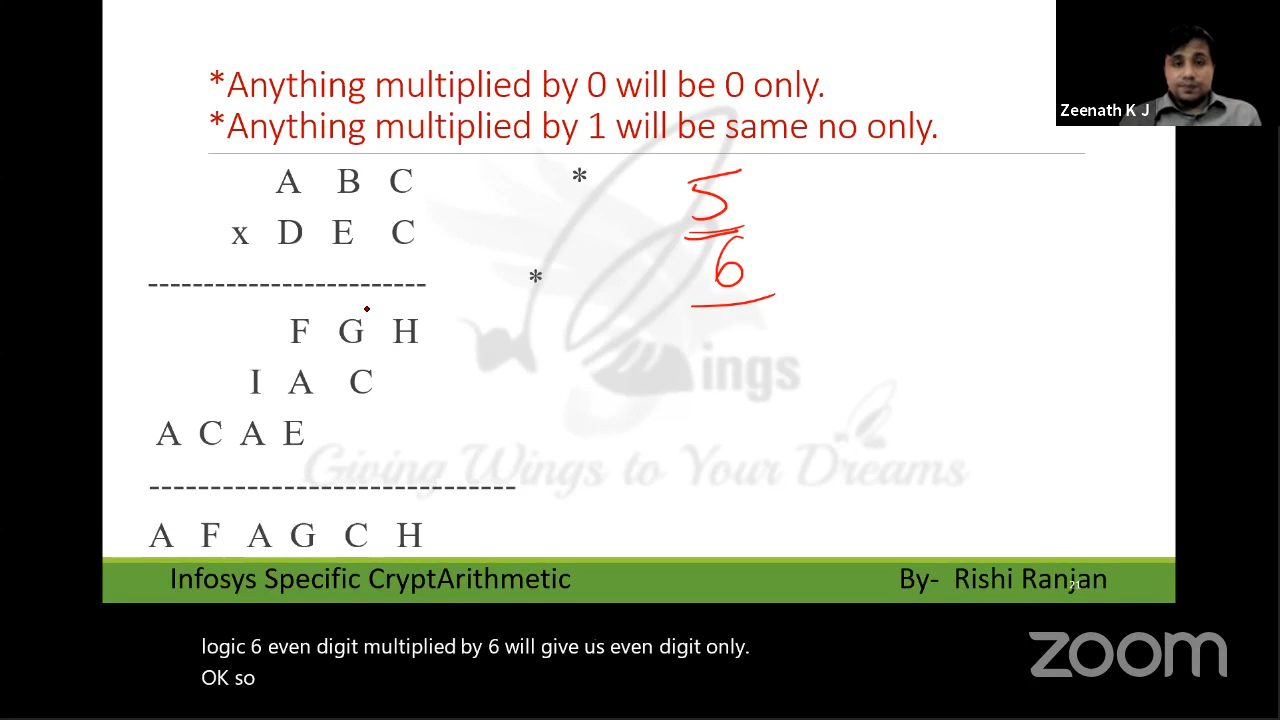 *Anything multiplied by 0 will be 0 only.
*Anything multiplied by 1 will be same no only.
Zeenath K J
A B C *
x D E C
------------------------ *
F G H
I A C
A C A E
------------------------------
A F A G C H
5
6
ings
Giving Wings to Your Dreams
Infosys Specific CryptArithmetic
By- Rishi Ranjan
21
logic 6 even digit multiplied by 6 will give us even digit only.
OK so
zoom